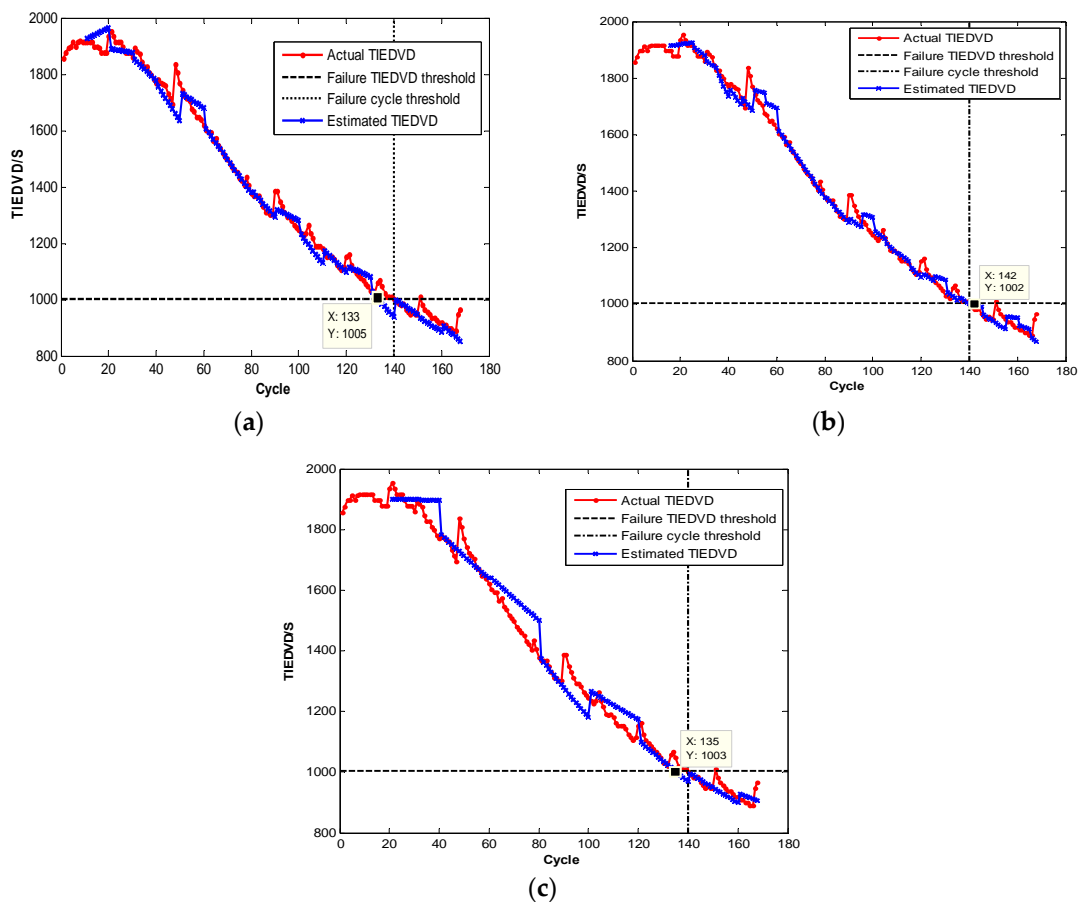 2000
1800
1600
1400
1200
1000
800
TIEDVD/S
Actual TIEDVD
Failure TIEDVD threshold
Failure cycle threshold
Estimated TIEDVD
X: 133
Y: 1005
0 20 40 60 80 100 120 140 160 180
Cycle
(a)
2000
1800
1600
1400
1200
1000
800
TIEDVD/S
Actual TIEDVD
Failure TIEDVD threshold
Failure cycle threshold
Estimated TIEDVD
X: 142
Y: 1002
0 20 40 60 80 100 120 140 160 180
Cycle
(b)
2000
1800
1600
1400
1200
1000
800
TIEDVD/S
Actual TIEDVD
Failure TIEDVD threshold
Failure cycle threshold
Estimated TIEDVD
X: 135
Y: 1003
0 20 40 60 80 100 120 140 160 180
Cycle
(c)